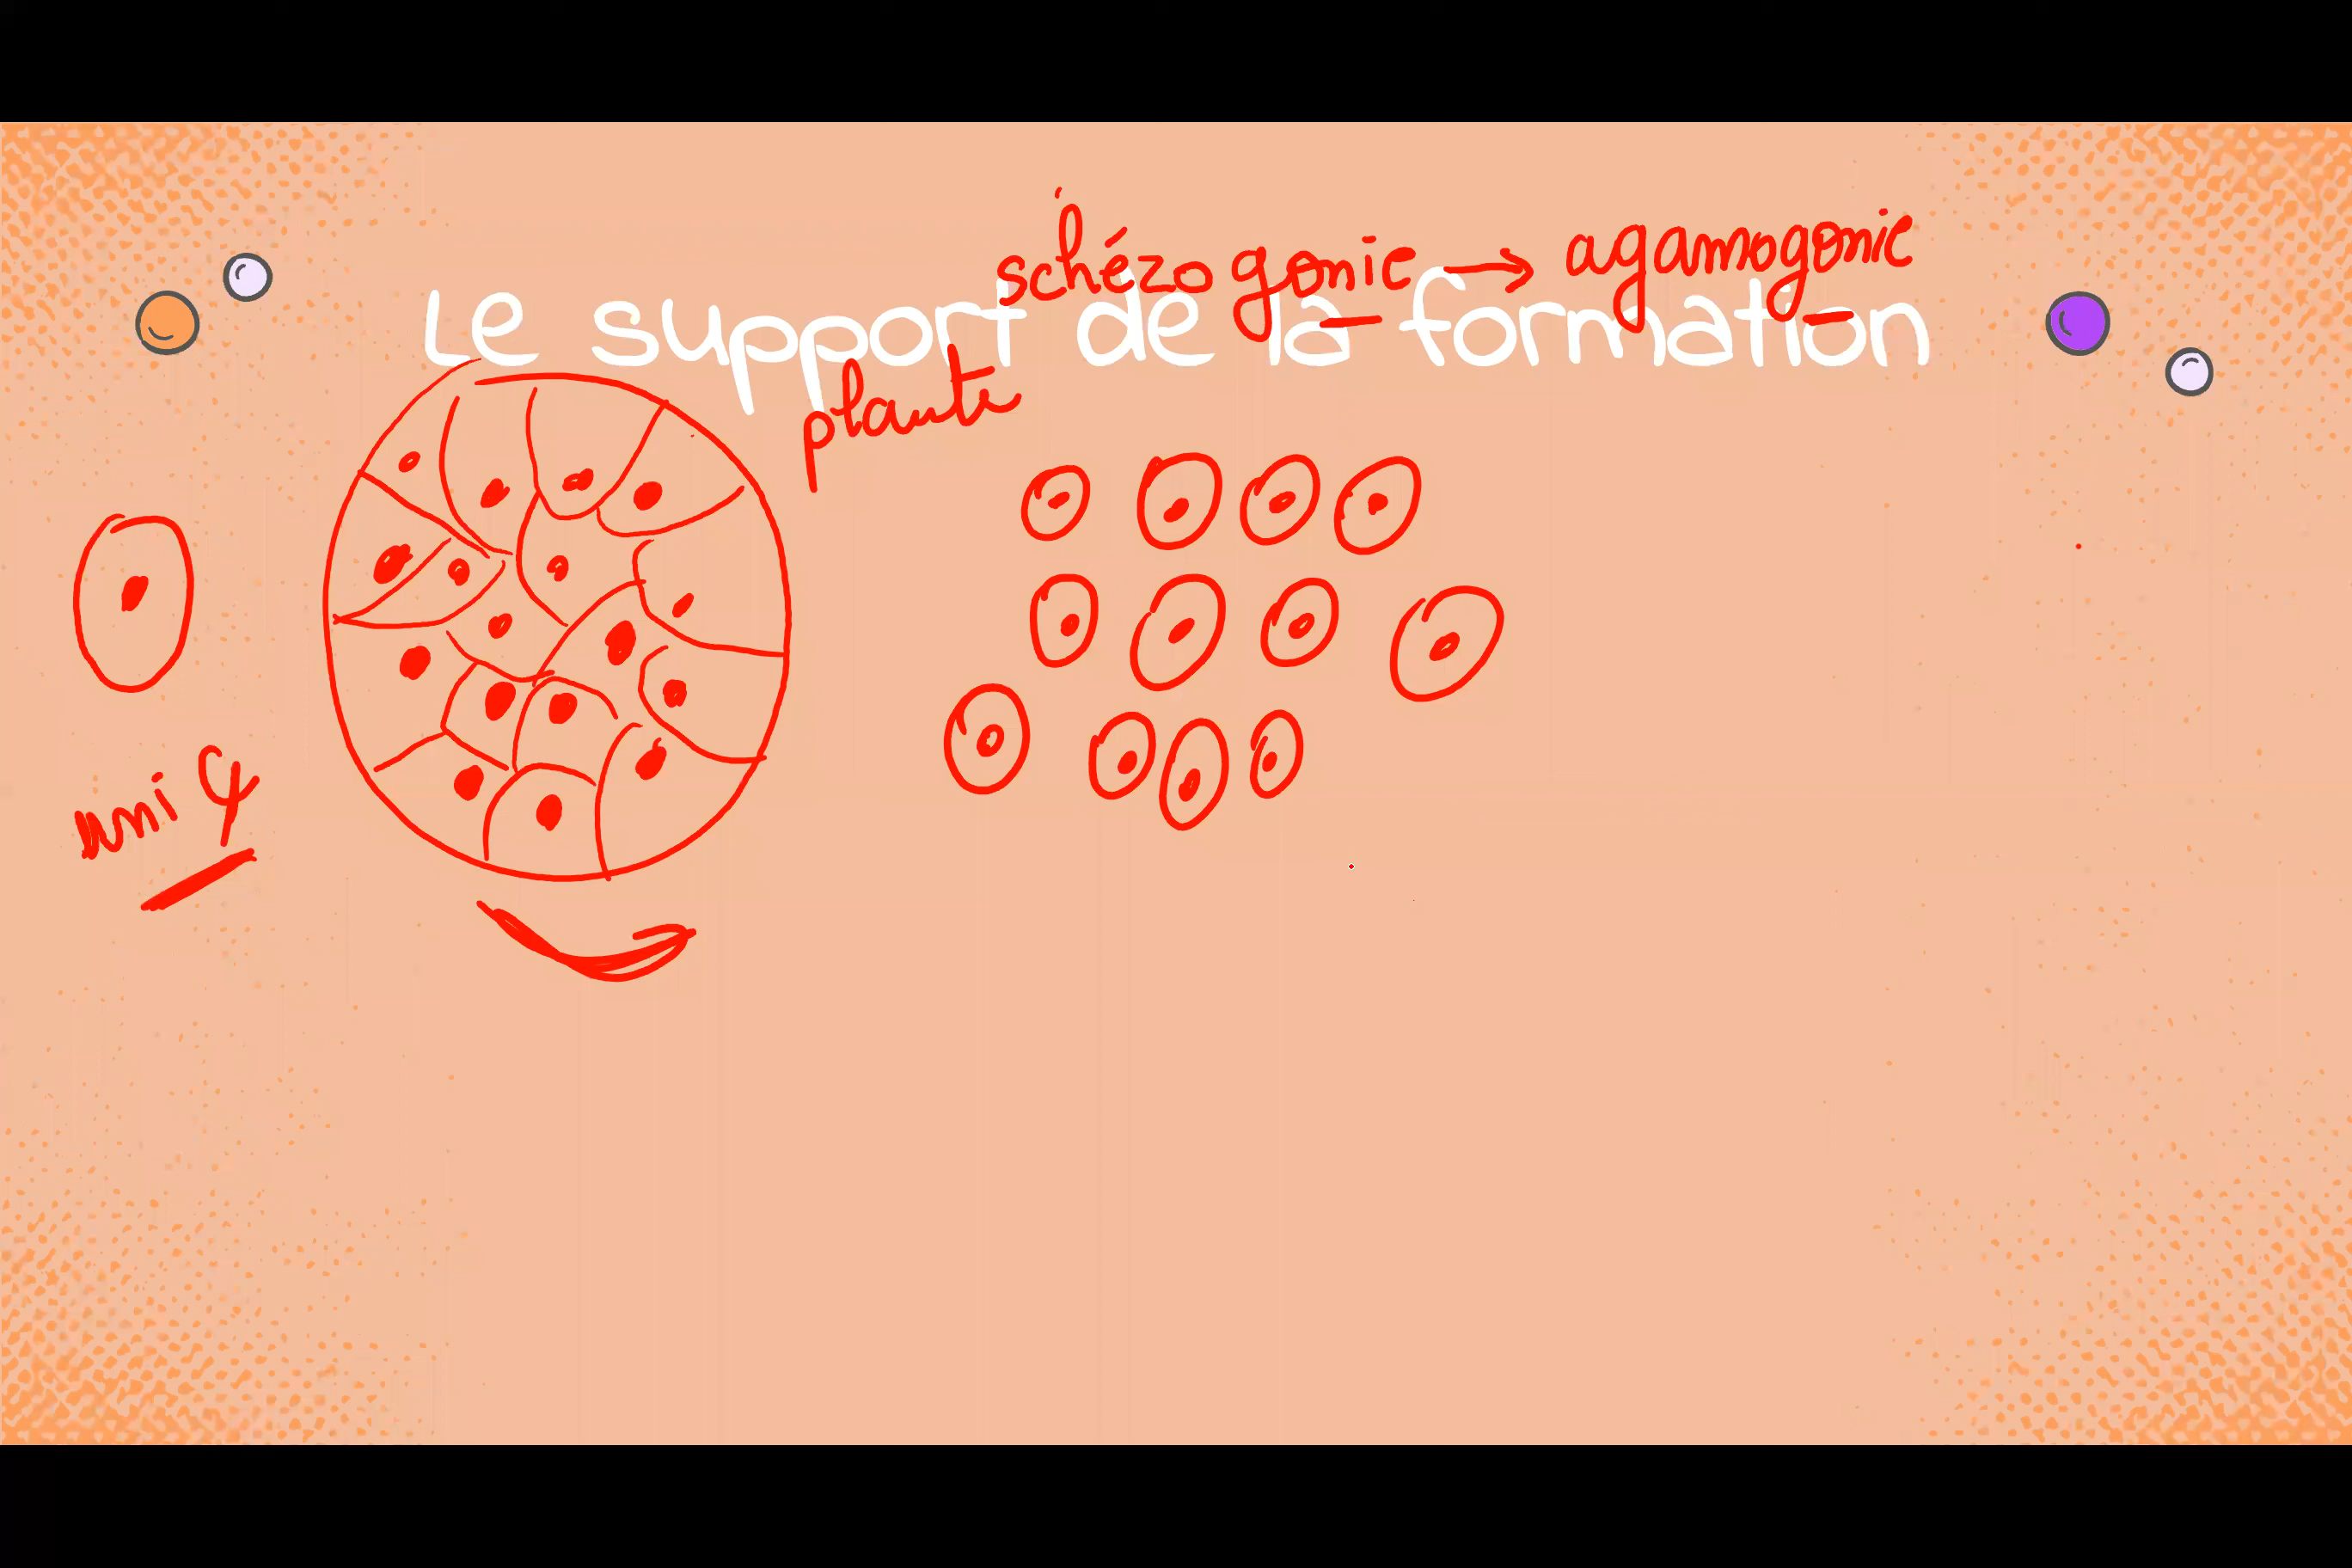 schézogonie → agamogonie
Le support de la formation
plante
uni